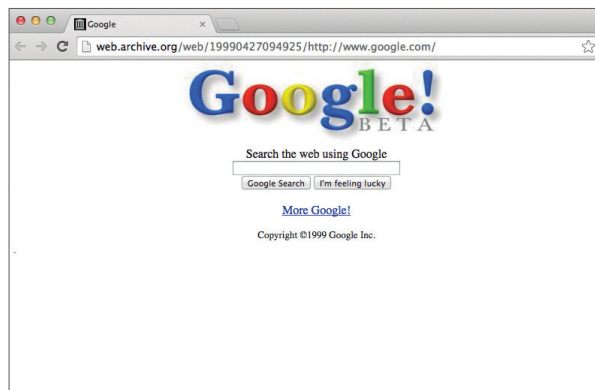 Google
web.archive.org/web/19990427094925/http://www.google.com/
Google!
BETA
Search the web using Google
Google Search I'm feeling lucky
More Google!
Copyright ©1999 Google Inc.